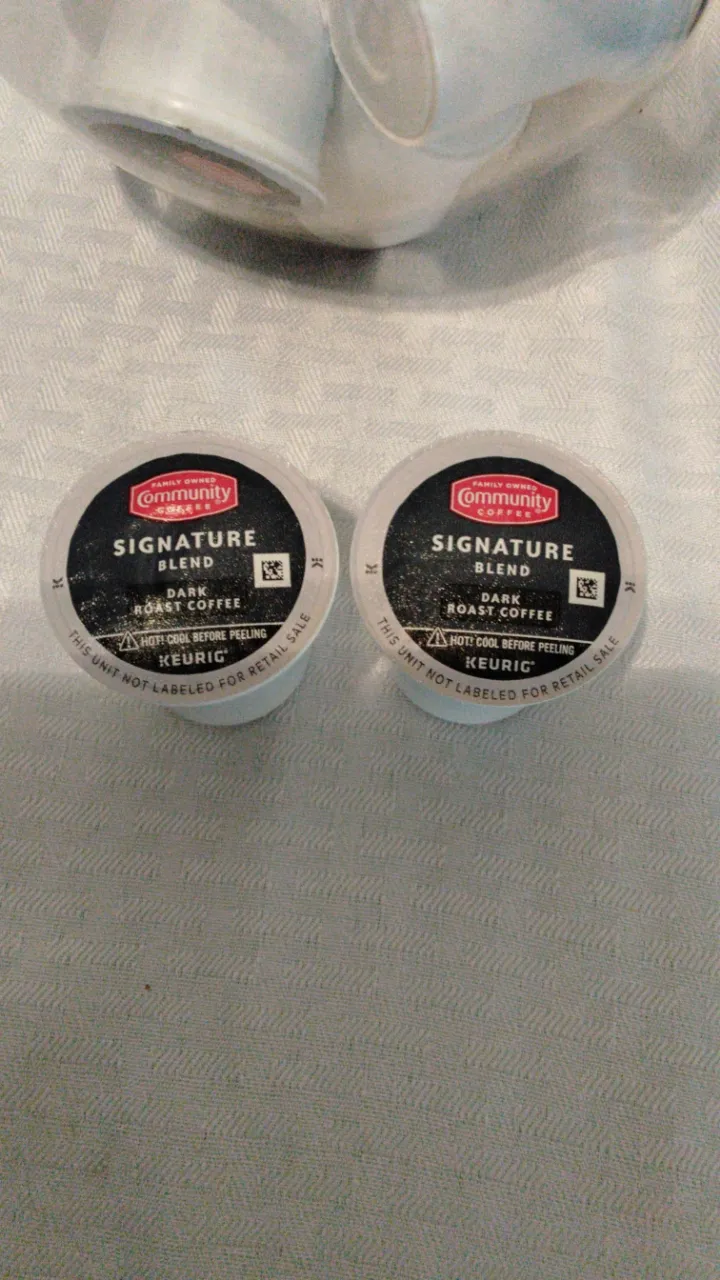 FAMILY OWNED
Community®
COFFEE
SIGNATURE
BLEND
DARK
ROAST COFFEE
HOT! COOL BEFORE PEELING
KEURIG®
THIS UNIT NOT LABELED FOR RETAIL SALE
K
K
FAMILY OWNED
Community®
COFFEE
SIGNATURE
BLEND
DARK
ROAST COFFEE
HOT! COOL BEFORE PEELING
KEURIG®
THIS UNIT NOT LABELED FOR RETAIL SALE
K
K